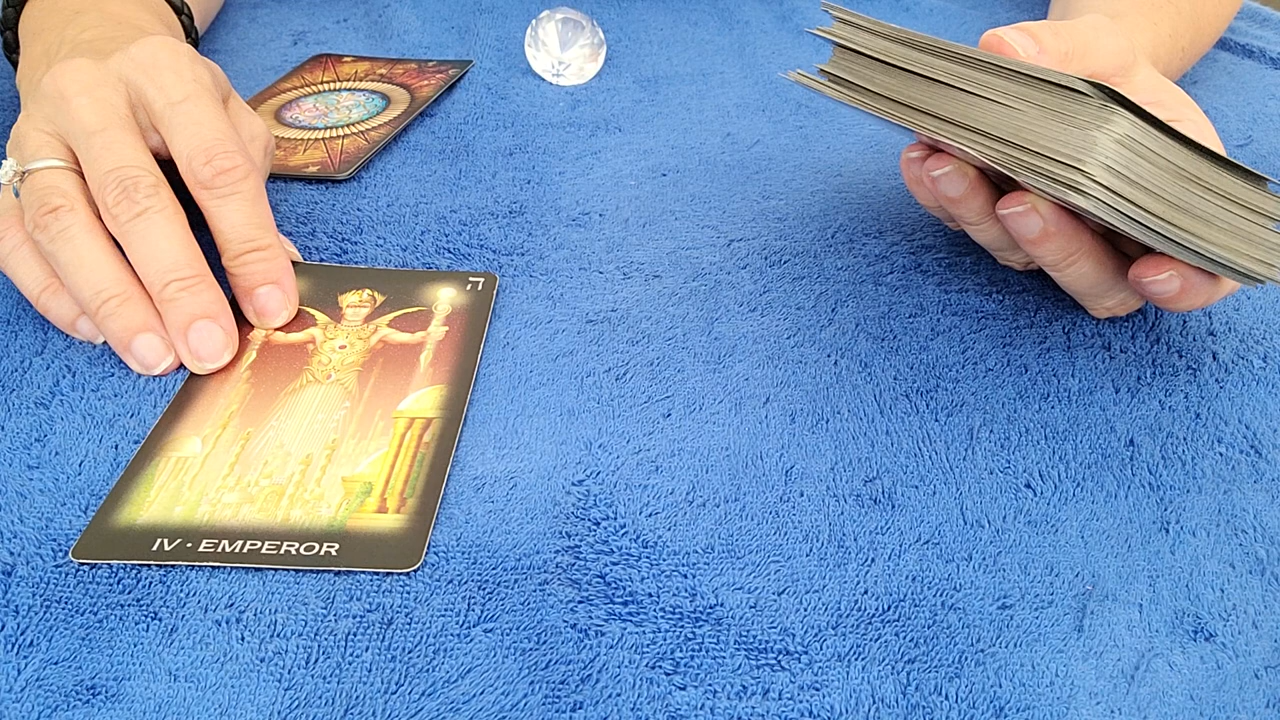 ה
IV · EMPEROR